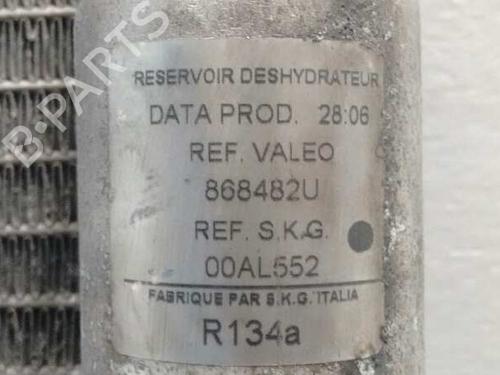 RESERVOIR DESHYDRATEUR
DATA PROD. 28:06
REF. VALEO
868482U
REF. S.K.G.
00AL552
FABRIQUE PAR S.K.G. ITALIA
R134a
B-PARTS